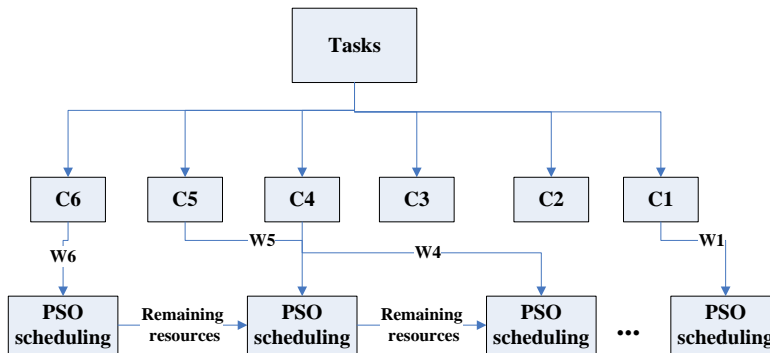 Tasks
C6
C5
C4
C3
C2
C1
W6
W5
W4
W1
PSO
scheduling
Remaining
resources
PSO
scheduling
Remaining
resources
PSO
scheduling
...
PSO
scheduling